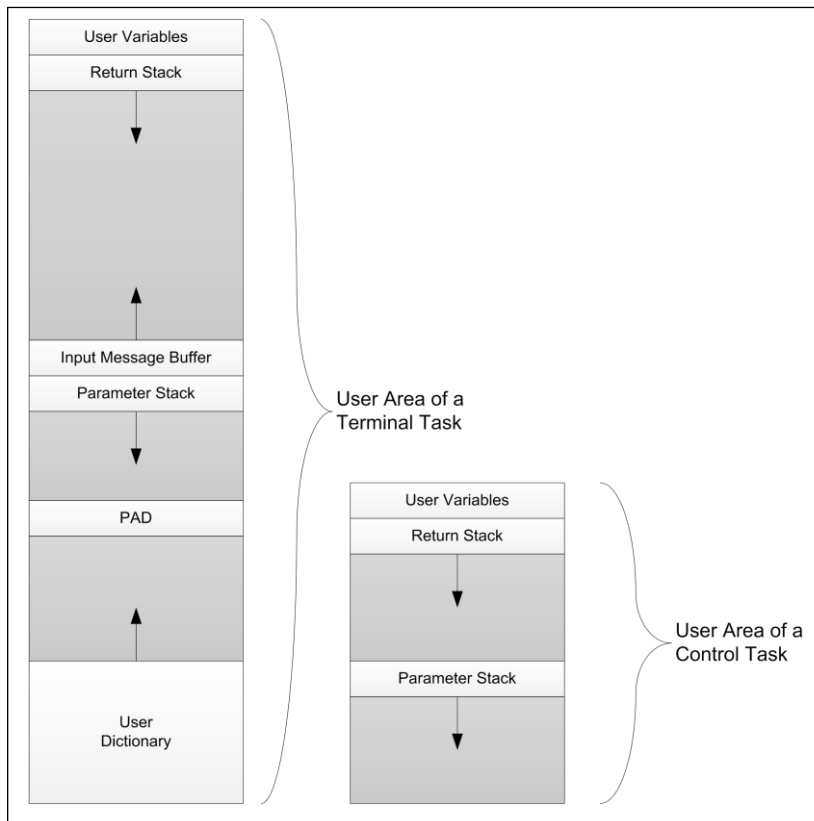 User Variables
Return Stack
Input Message Buffer
Parameter Stack
PAD
User
Dictionary
User Area of a
Terminal Task
User Variables
Return Stack
Parameter Stack
User Area of a
Control Task